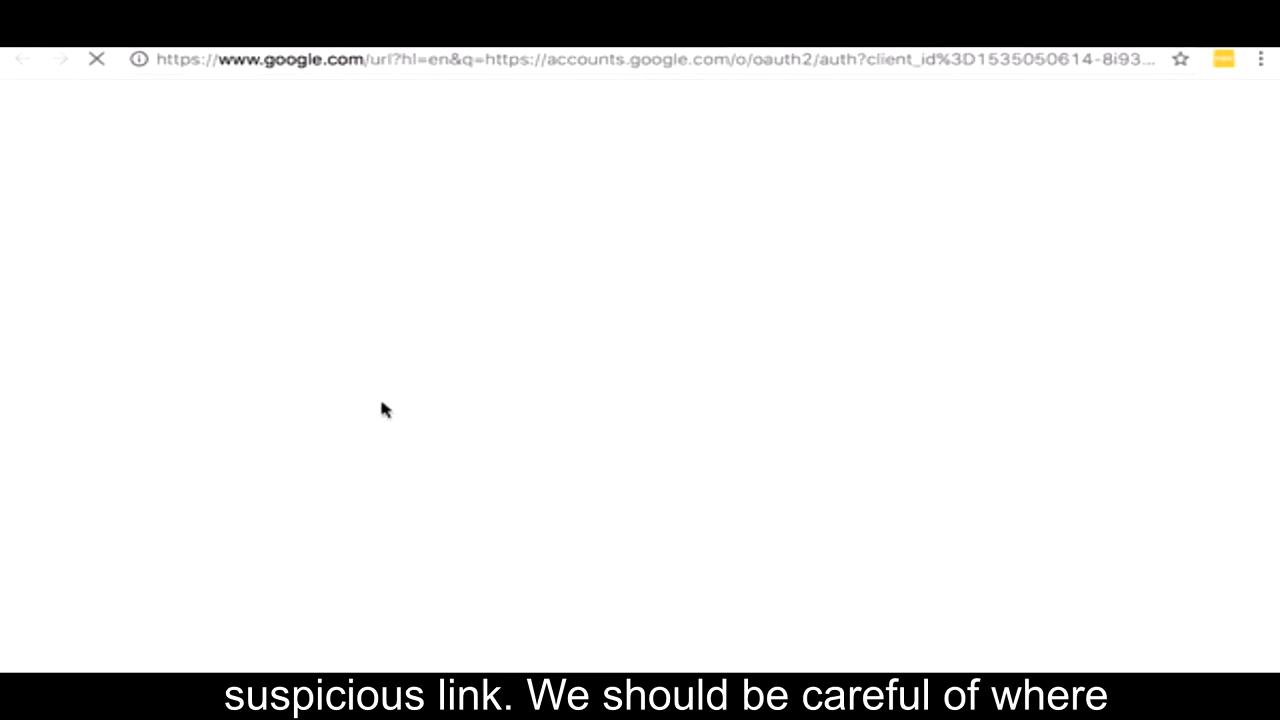 https://www.google.com/url?hl=en&q=https://accounts.google.com/o/oauth2/auth?client_id%3D1535050614-8i93...
suspicious link. We should be careful of where